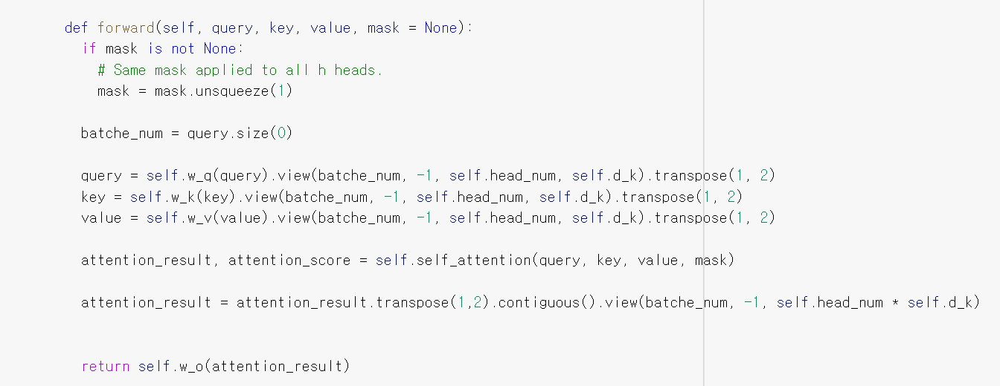 def forward(self, query, key, value, mask = None):
if mask is not None:
# Same mask applied to all h heads.
mask = mask.unsqueeze(1)
batche_num = query.size(0)
query = self.w_q(query).view(batche_num, -1, self.head_num, self.d_k).transpose(1, 2)
key = self.w_k(key).view(batche_num, -1, self.head_num, self.d_k).transpose(1, 2)
value = self.w_v(value).view(batche_num, -1, self.head_num, self.d_k).transpose(1, 2)
attention_result, attention_score = self.self_attention(query, key, value, mask)
attention_result = attention_result.transpose(1,2).contiguous().view(batche_num, -1, self.head_num * self.d_k)
return self.w_o(attention_result)